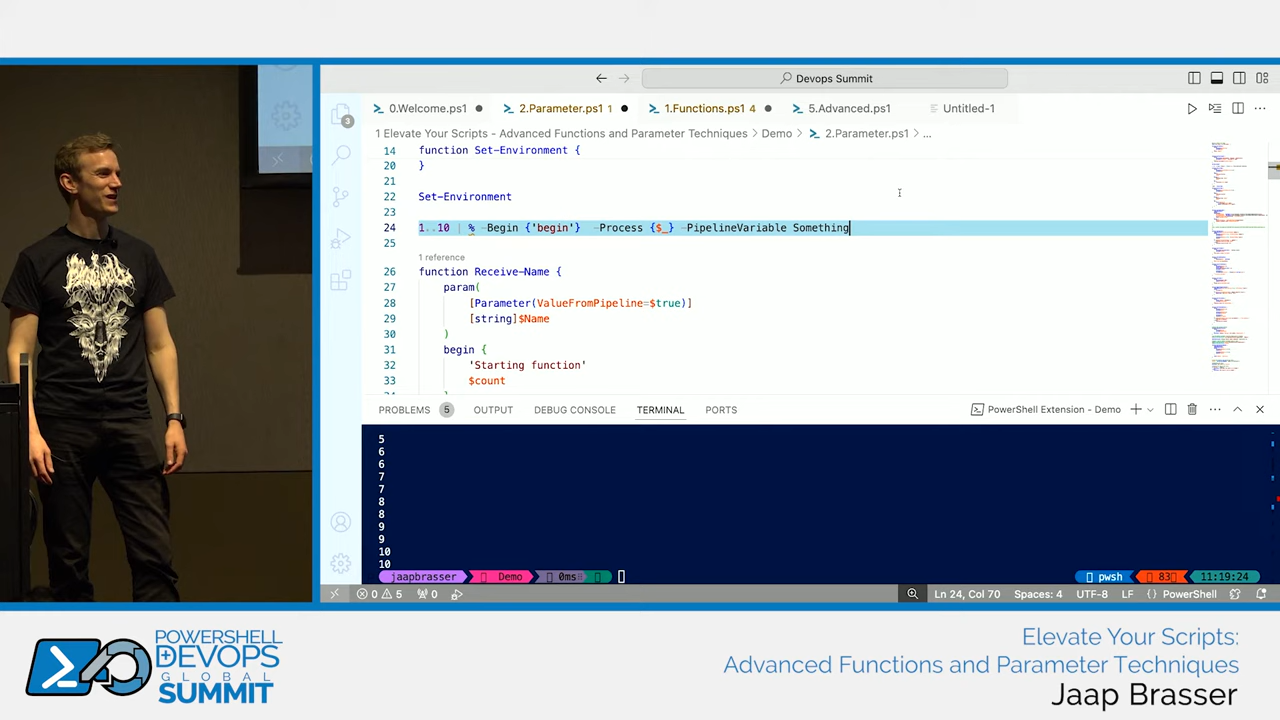 Devops Summit
0.Welcome.ps1
2.Parameter.ps1 1
1.Functions.ps1 4
5.Advanced.ps1
Untitled-1
1 Elevate Your Scripts - Advanced Functions and Parameter Techniques > Demo > 2.Parameter.ps1 > ...
3
14 function Set-Environment {
20 }
21
22 Set-Environment
23
24 1..10 | % -Begin {'begin'} -Process {$_} -PipelineVariable something
25
1 reference
26 function Receive-Name {
27 param(
28 [Parameter(ValueFromPipeline=$true)]
29 [string]$Name
30 )
31 begin {
32 'Starting function'
33 $count
PROBLEMS 5 OUTPUT DEBUG CONSOLE TERMINAL PORTS
PowerShell Extension - Demo
5
6
6
7
7
8
8
9
9
10
10
jaapbrasser Demo 0ms
pwsh 83 11:19:24
0 5 0
Ln 24, Col 70 Spaces: 4 UTF-8 LF { } PowerShell
POWERSHELL
DEVOPS
GLOBAL
SUMMIT
Elevate Your Scripts:
Advanced Functions and Parameter Techniques
Jaap Brasser